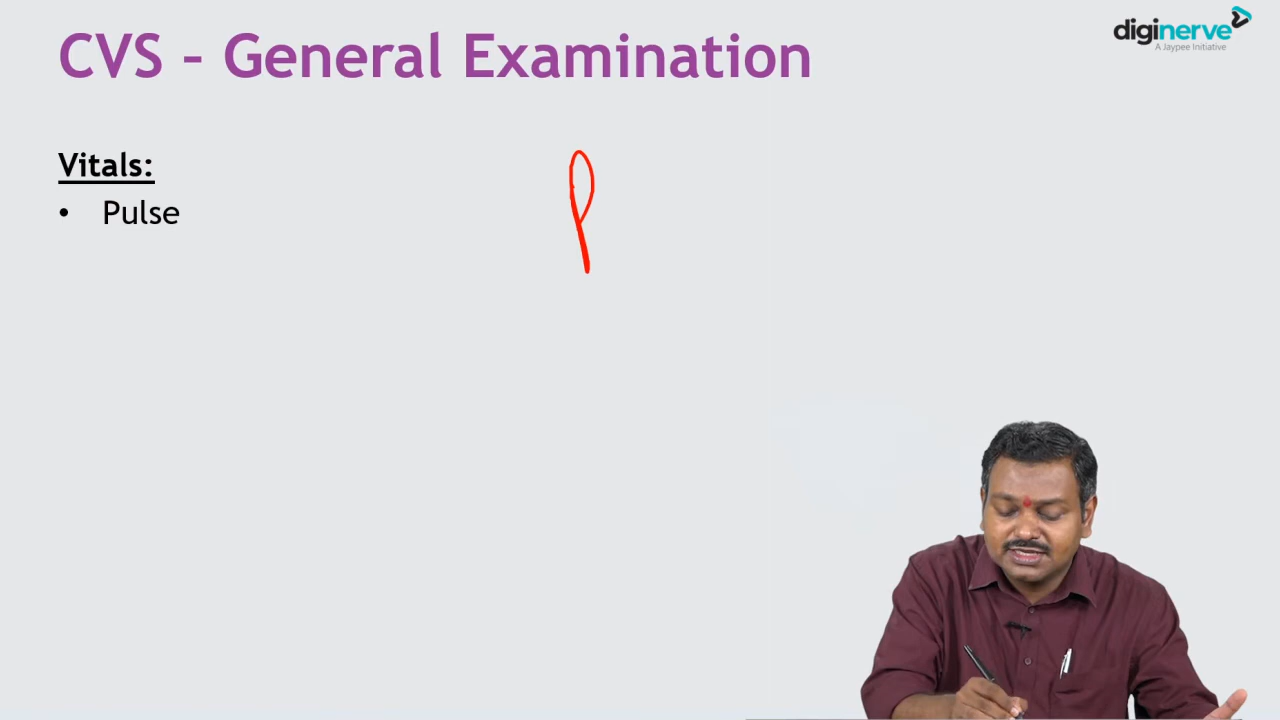 CVS - General Examination
diginerve
A Jaypee Initiative
Vitals:
• Pulse
P